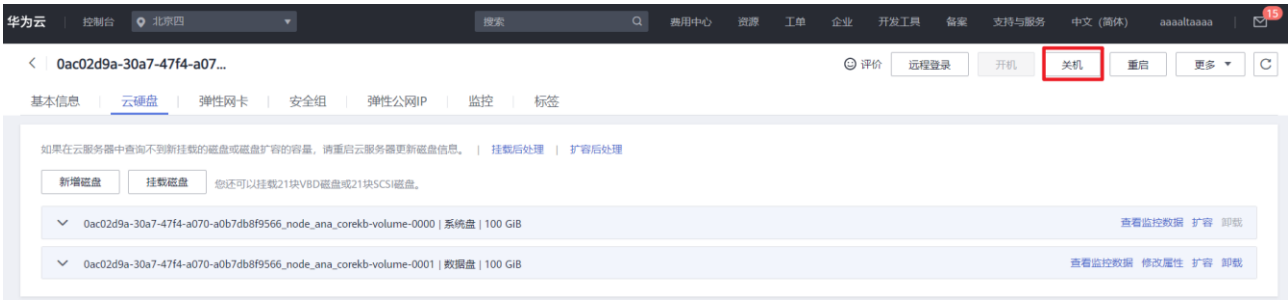 华为云 控制台 北京四 搜索 费用中心 资源 工单 企业 开发工具 备案 支持与服务 中文 (简体) aaaaltaaaa 15
0ac02d9a-30a7-47f4-a07... 评价 远程登录 开机 关机 重启 更多
基本信息 云硬盘 弹性网卡 安全组 弹性公网IP 监控 标签
如果在云服务器中查询不到新挂载的磁盘或磁盘扩容的容量，请重启云服务器更新磁盘信息。 | 挂载后处理 | 扩容后处理
新增磁盘 挂载磁盘 您还可以挂载21块VBD磁盘或21块SCSI磁盘。
0ac02d9a-30a7-47f4-a070-a0b7db8f9566_node_ana_corekb-volume-0000 | 系统盘 | 100 GiB 查看监控数据 扩容 卸载
0ac02d9a-30a7-47f4-a070-a0b7db8f9566_node_ana_corekb-volume-0001 | 数据盘 | 100 GiB 查看监控数据 修改属性 扩容 卸载